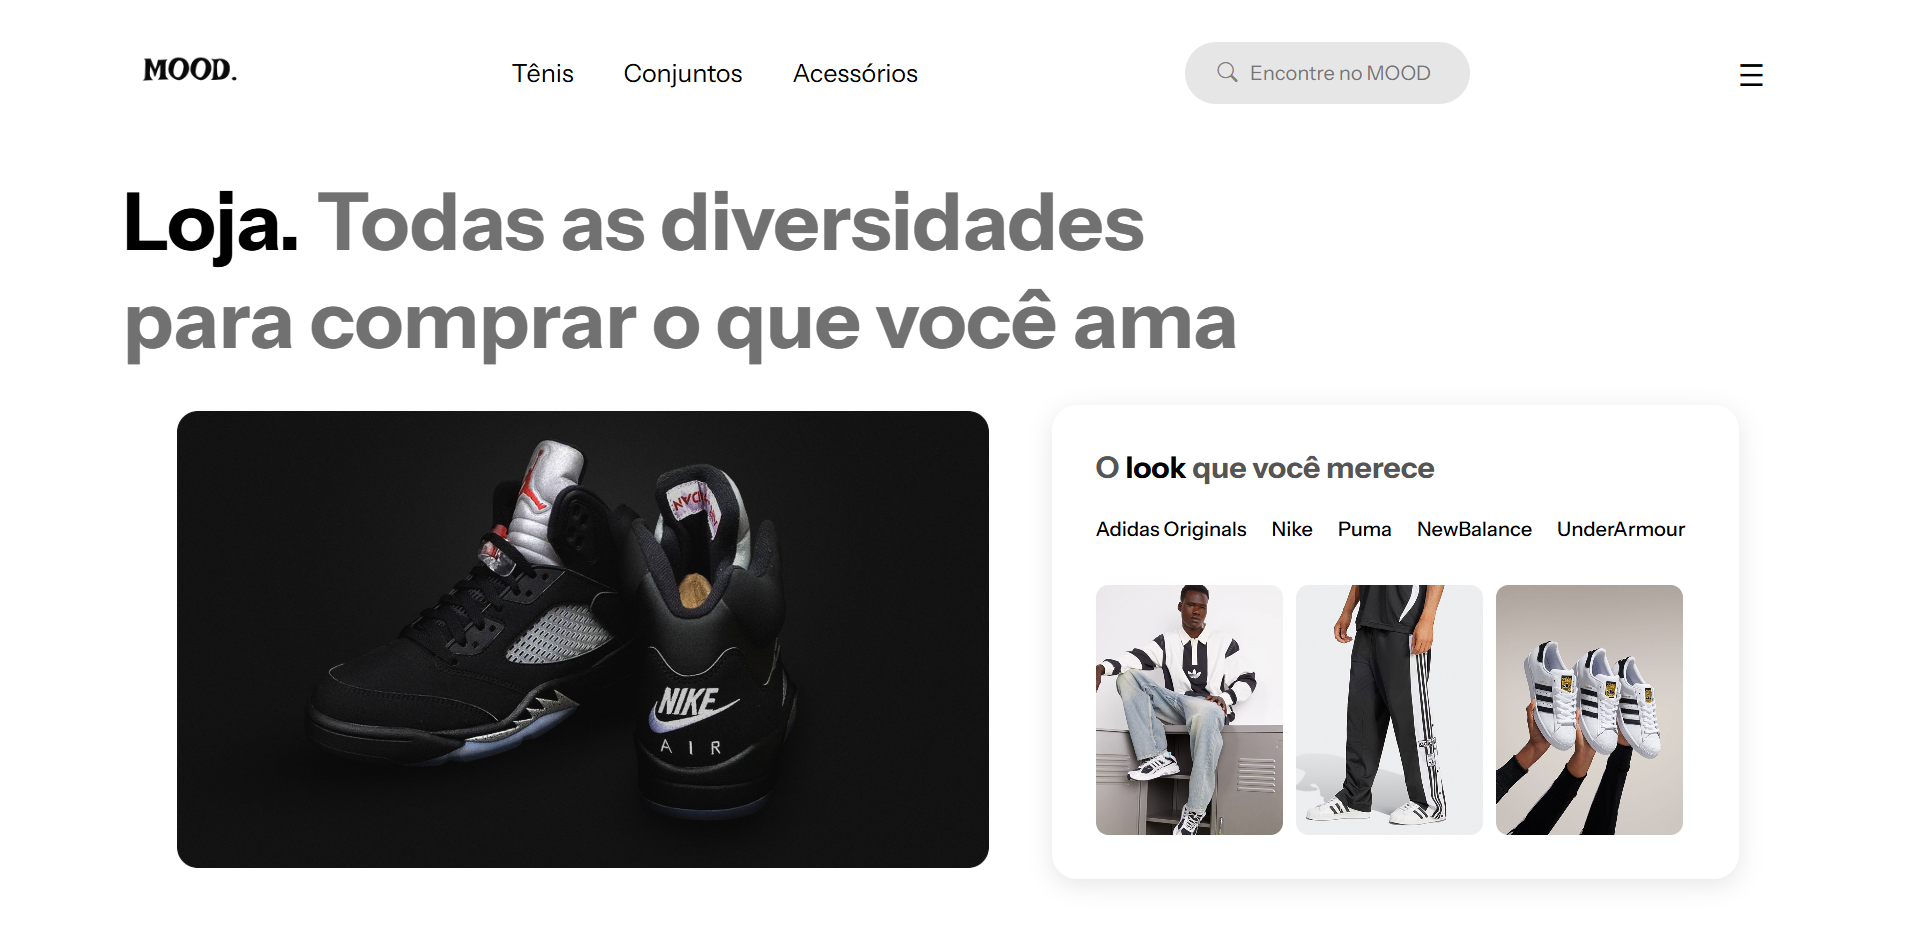 MOOD.
Tênis Conjuntos Acessórios
Encontre no MOOD
Loja. Todas as diversidades
para comprar o que você ama
NIKE
AIR
O look que você merece
Adidas Originals Nike Puma NewBalance UnderArmour